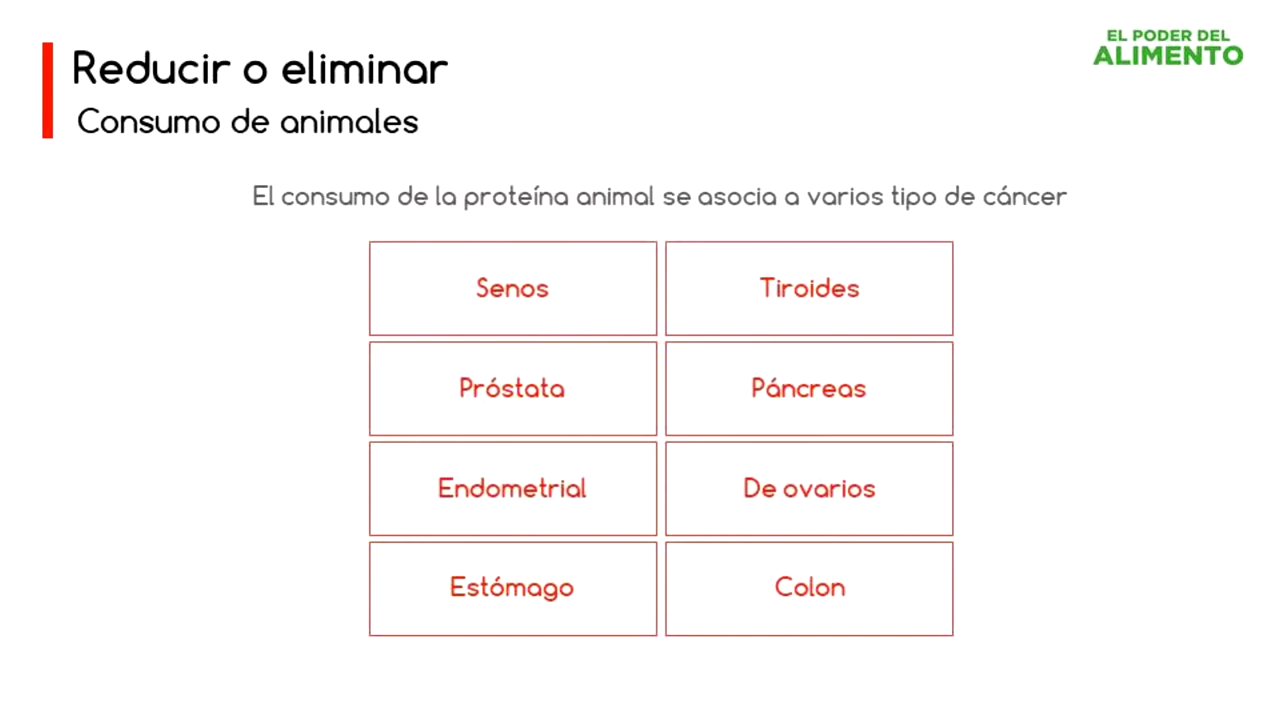 Reducir o eliminar
Consumo de animales
EL PODER DEL
ALIMENTO
El consumo de la proteína animal se asocia a varios tipo de cáncer
Senos
Tiroides
Próstata
Páncreas
Endometrial
De ovarios
Estómago
Colon